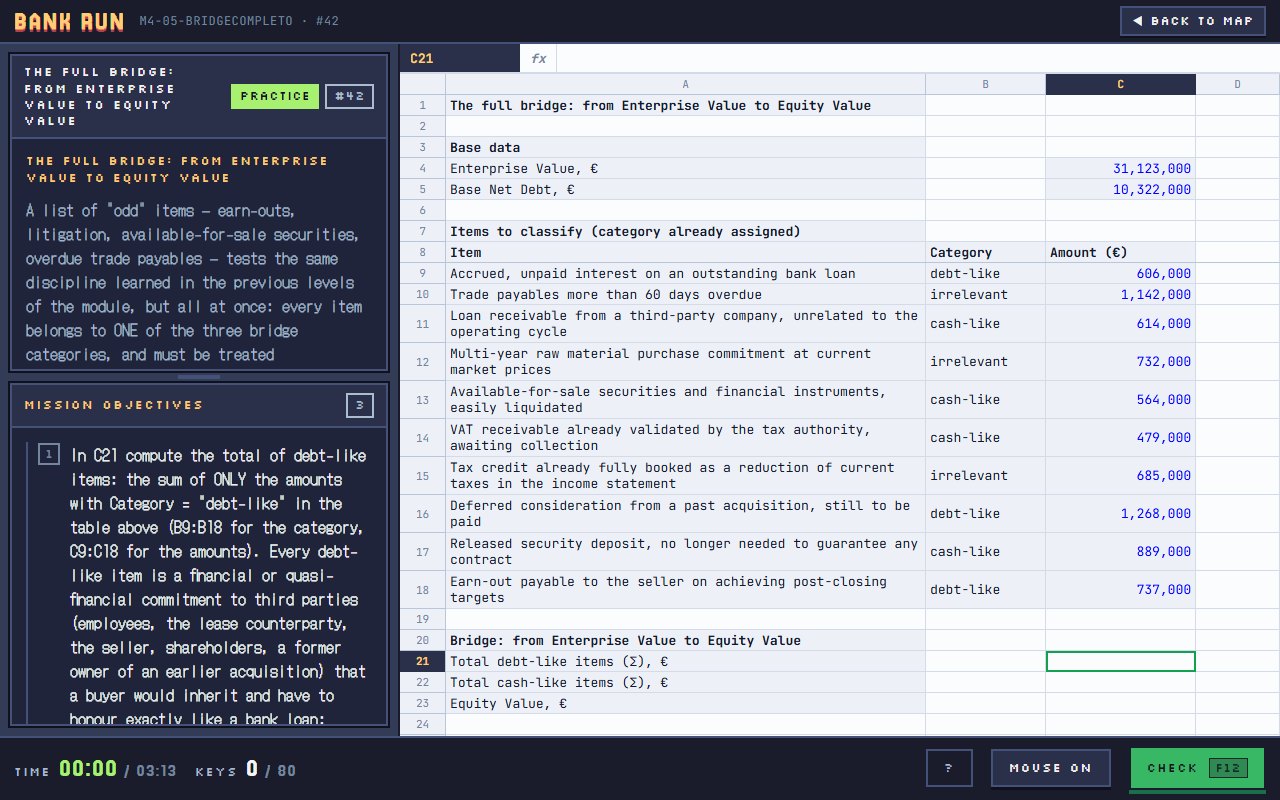 BANK RUN M4-05-BRIDGECOMPLETO · #42
◀ BACK TO MAP
THE FULL BRIDGE:
FROM ENTERPRISE
VALUE TO EQUITY
VALUE
PRACTICE #42
THE FULL BRIDGE: FROM ENTERPRISE
VALUE TO EQUITY VALUE
A list of "odd" items — earn-outs,
litigation, available-for-sale securities,
overdue trade payables — tests the same
discipline learned in the previous levels
of the module, but all at once: every item
belongs to ONE of the three bridge
categories, and must be treated
MISSION OBJECTIVES 3
1 In C21 compute the total of debt-like
items: the sum of ONLY the amounts
with Category = "debt-like" in the
table above (B9:B18 for the category,
C9:C18 for the amounts). Every debt-
like item is a financial or quasi-
financial commitment to third parties
(employees, the lease counterparty,
the seller, shareholders, a former
owner of an earlier acquisition) that
a buyer would inherit and have to
honour exactly like a bank loan:
C21 fx
A B C D
1 The full bridge: from Enterprise Value to Equity Value
2
3 Base data
4 Enterprise Value, € 31,123,000
5 Base Net Debt, € 10,322,000
6
7 Items to classify (category already assigned)
8 Item Category Amount (€)
9 Accrued, unpaid interest on an outstanding bank loan debt-like 606,000
10 Trade payables more than 60 days overdue irrelevant 1,142,000
11 Loan receivable from a third-party company, unrelated to the
operating cycle cash-like 614,000
12 Multi-year raw material purchase commitment at current
market prices irrelevant 732,000
13 Available-for-sale securities and financial instruments,
easily liquidated cash-like 564,000
14 VAT receivable already validated by the tax authority,
awaiting collection cash-like 479,000
15 Tax credit already fully booked as a reduction of current
taxes in the income statement irrelevant 685,000
16 Deferred consideration from a past acquisition, still to be
paid debt-like 1,268,000
17 Released security deposit, no longer needed to guarantee any
contract cash-like 889,000
18 Earn-out payable to the seller on achieving post-closing
targets debt-like 737,000
19
20 Bridge: from Enterprise Value to Equity Value
21 Total debt-like items (Σ), €
22 Total cash-like items (Σ), €
23 Equity Value, €
24
TIME 00:00 / 03:13 KEYS 0 / 80
? MOUSE ON CHECK F12